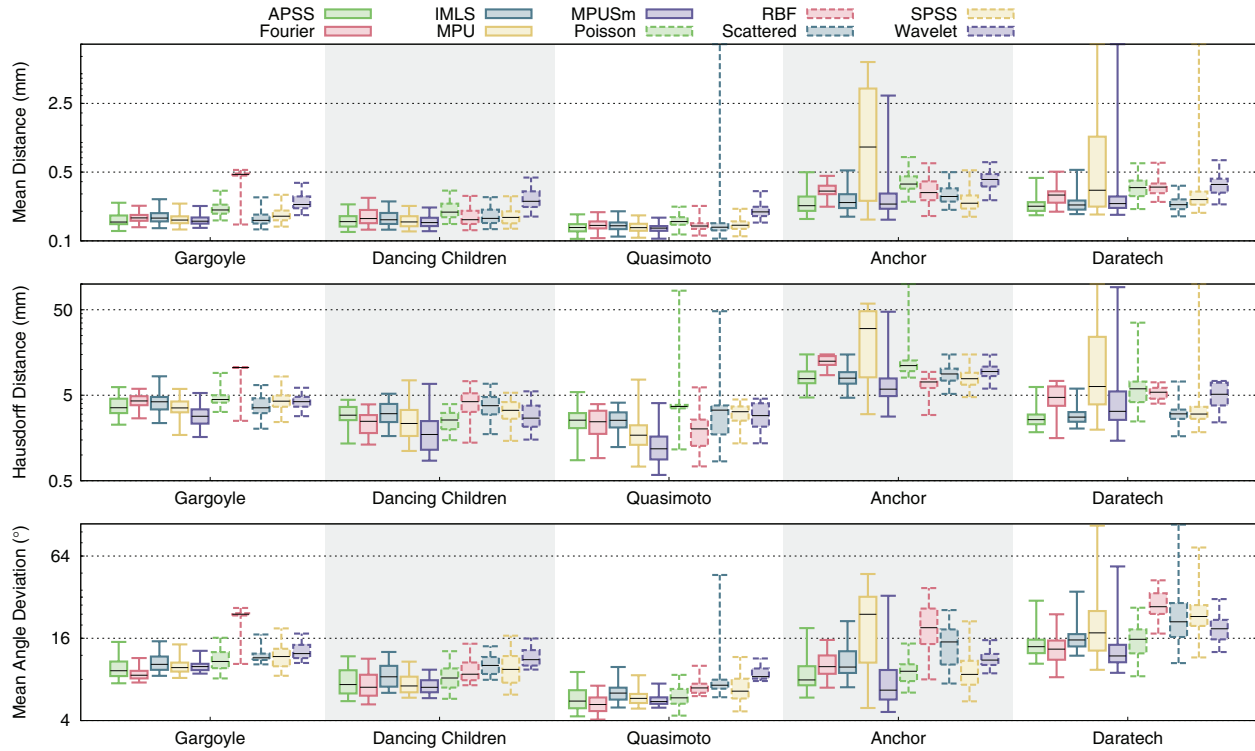 APSS IMLS MPUSm RBF SPSS
Fourier MPU Poisson Scattered Wavelet
Mean Distance (mm)
2.5
0.5
0.1
Gargoyle Dancing Children Quasimoto Anchor Daratech
Hausdorff Distance (mm)
50
5
0.5
Gargoyle Dancing Children Quasimoto Anchor Daratech
Mean Angle Deviation (°)
64
16
4
Gargoyle Dancing Children Quasimoto Anchor Daratech